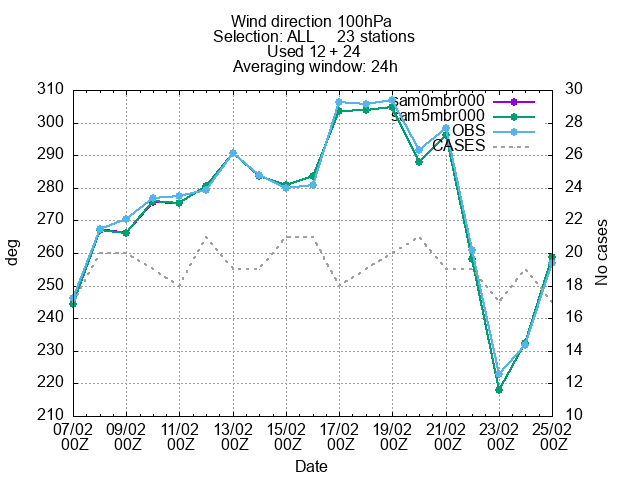 Wind direction 100hPa
Selection: ALL 23 stations
Used 12 + 24
Averaging window: 24h
sam0mbr000
sam5mbr000
OBS
CASES
310
300
290
280
270
260
250
240
230
220
210
deg
30
28
26
24
22
20
18
16
14
12
10
No cases
07/02 09/02 11/02 13/02 15/02 17/02 19/02 21/02 23/02 25/02
00Z 00Z 00Z 00Z 00Z 00Z 00Z 00Z 00Z 00Z
Date